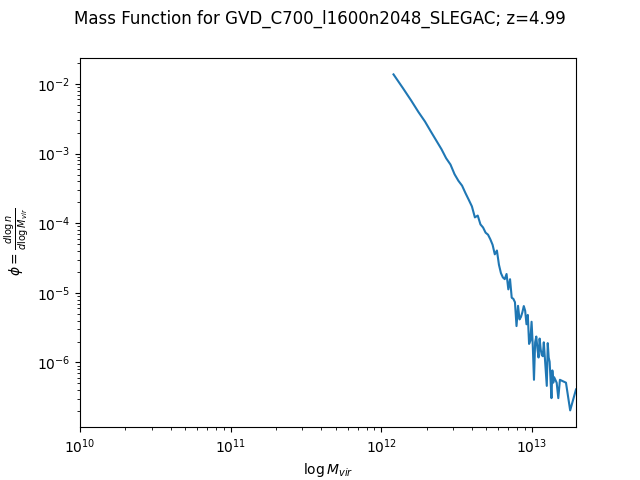 Mass Function for GVD_C700_l1600n2048_SLEGAC; z=4.99
10⁻²
10⁻³
10⁻⁴
10⁻⁵
10⁻⁶
ϕ = d log n / d log M_vir
10¹⁰ 10¹¹ 10¹² 10¹³
log M_vir